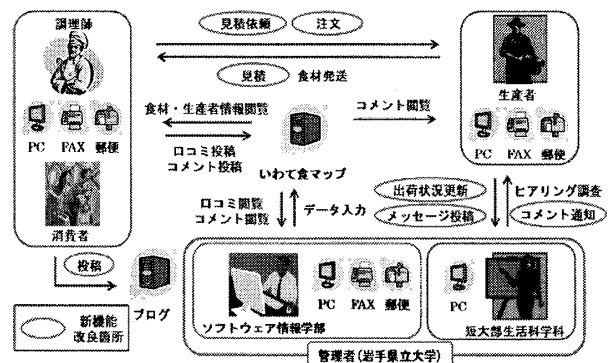 調理師
見積依頼 注文
見積 食材発送
生産者
食材・生産者情報閲覧
コメント閲覧
PC FAX 郵便
PC FAX 郵便
口コミ投稿
コメント投稿
いわて食マップ
消費者
口コミ閲覧
コメント閲覧
データ入力
出荷状況更新
メッセージ投稿
ヒアリング調査
コメント通知
投稿
ブログ
PC FAX 郵便
PC
新機能
改良箇所
ソフトウェア情報学部
短大部生活科学科
管理者(岩手県立大学)